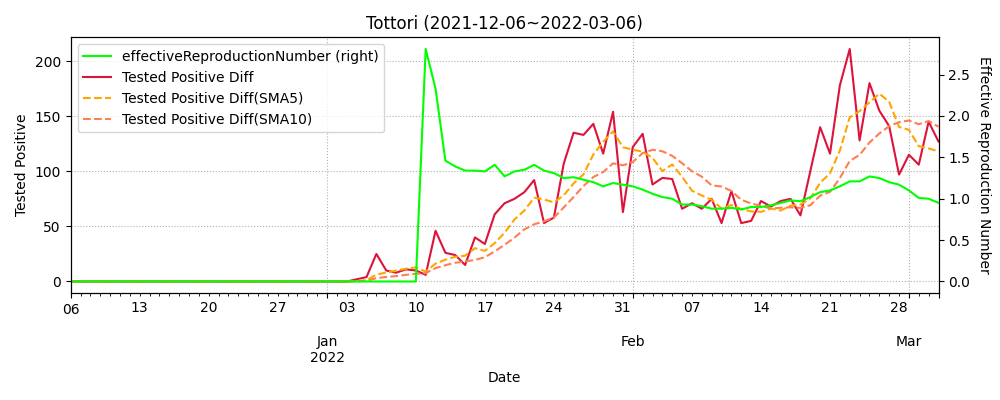 Tottori (2021-12-06~2022-03-06)
effectiveReproductionNumber (right)
Tested Positive Diff
Tested Positive Diff(SMA5)
Tested Positive Diff(SMA10)
Tested Positive
200
150
100
50
0
2.5
2.0
1.5
1.0
0.5
0.0
Effective Reproduction Number
06 13 20 27 03 10 17 24 31 07 14 21 28
Jan Feb Mar
2022
Date